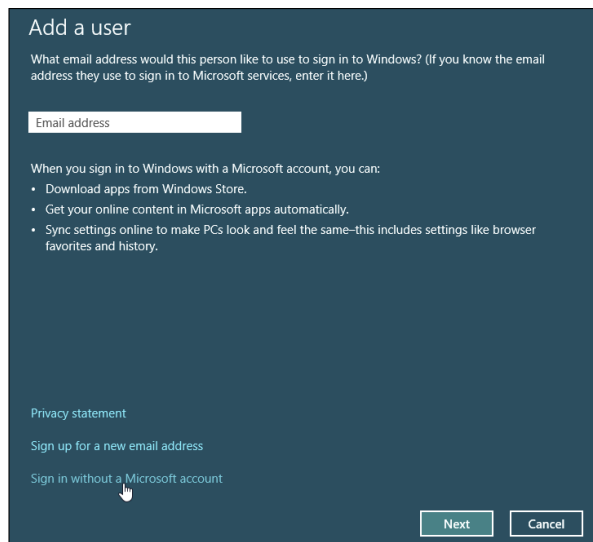 Add a user
What email address would this person like to use to sign in to Windows? (If you know the email
address they use to sign in to Microsoft services, enter it here.)
Email address
When you sign in to Windows with a Microsoft account, you can:
• Download apps from Windows Store.
• Get your online content in Microsoft apps automatically.
• Sync settings online to make PCs look and feel the same–this includes settings like browser
favorites and history.
Privacy statement
Sign up for a new email address
Sign in without a Microsoft account
Next Cancel